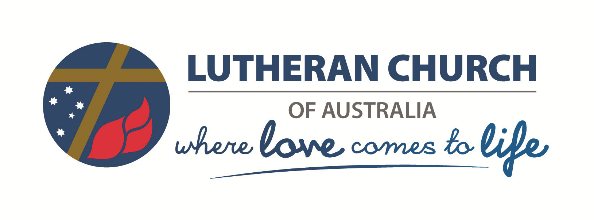 LUTHERAN CHURCH
OF AUSTRALIA
where love comes to life